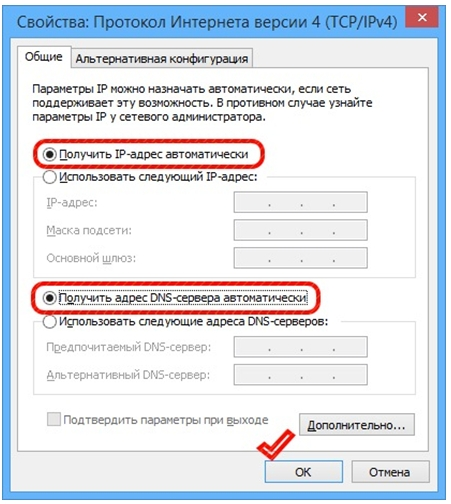 Свойства: Протокол Интернета версии 4 (TCP/IPv4)
Общие
Альтернативная конфигурация
Параметры IP можно назначать автоматически, если сеть
поддерживает эту возможность. В противном случае узнайте
параметры IP у сетевого администратора.
Получить IP-адрес автоматически
Использовать следующий IP-адрес:
IP-адрес:
Маска подсети:
Основной шлюз:
Получить адрес DNS-сервера автоматически
Использовать следующие адреса DNS-серверов:
Предпочитаемый DNS-сервер:
Альтернативный DNS-сервер:
Подтвердить параметры при выходе
Дополнительно...
ОК
Отмена